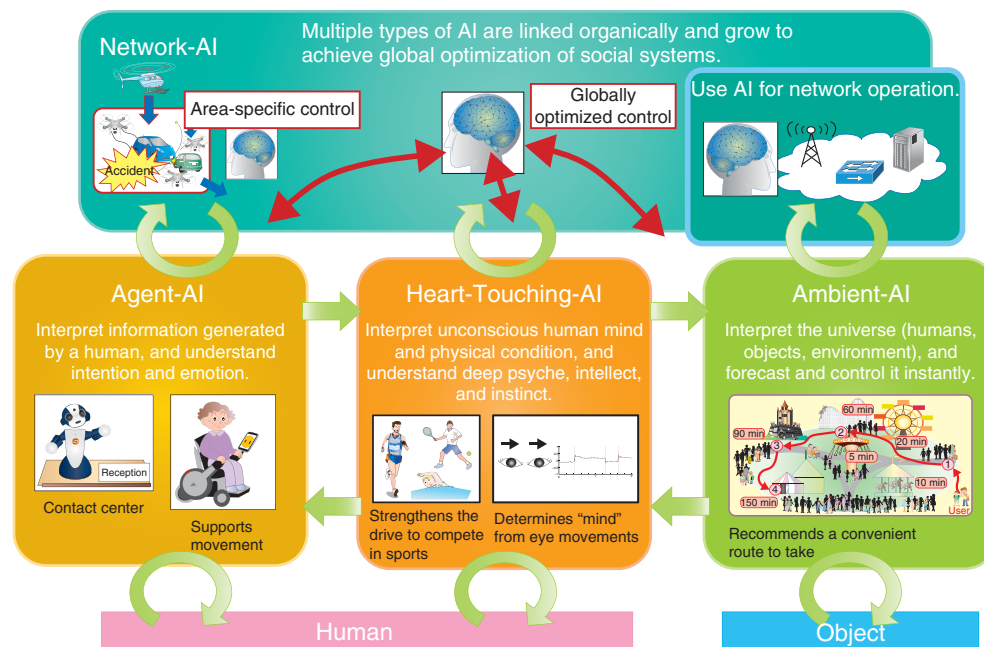 Network-AI
Multiple types of AI are linked organically and grow to
achieve global optimization of social systems.
Area-specific control
Accident
Globally
optimized control
Use AI for network operation.
Agent-AI
Interpret information generated
by a human, and understand
intention and emotion.
Reception
Contact center
Supports
movement
Heart-Touching-AI
Interpret unconscious human mind
and physical condition, and
understand deep psyche, intellect,
and instinct.
Strengthens the
drive to compete
in sports
Determines “mind”
from eye movements
Ambient-AI
Interpret the universe (humans,
objects, environment), and
forecast and control it instantly.
60 min
90 min
2
20 min
3
5 min
1
10 min
4
150 min
User
Recommends a convenient
route to take
Human
Object